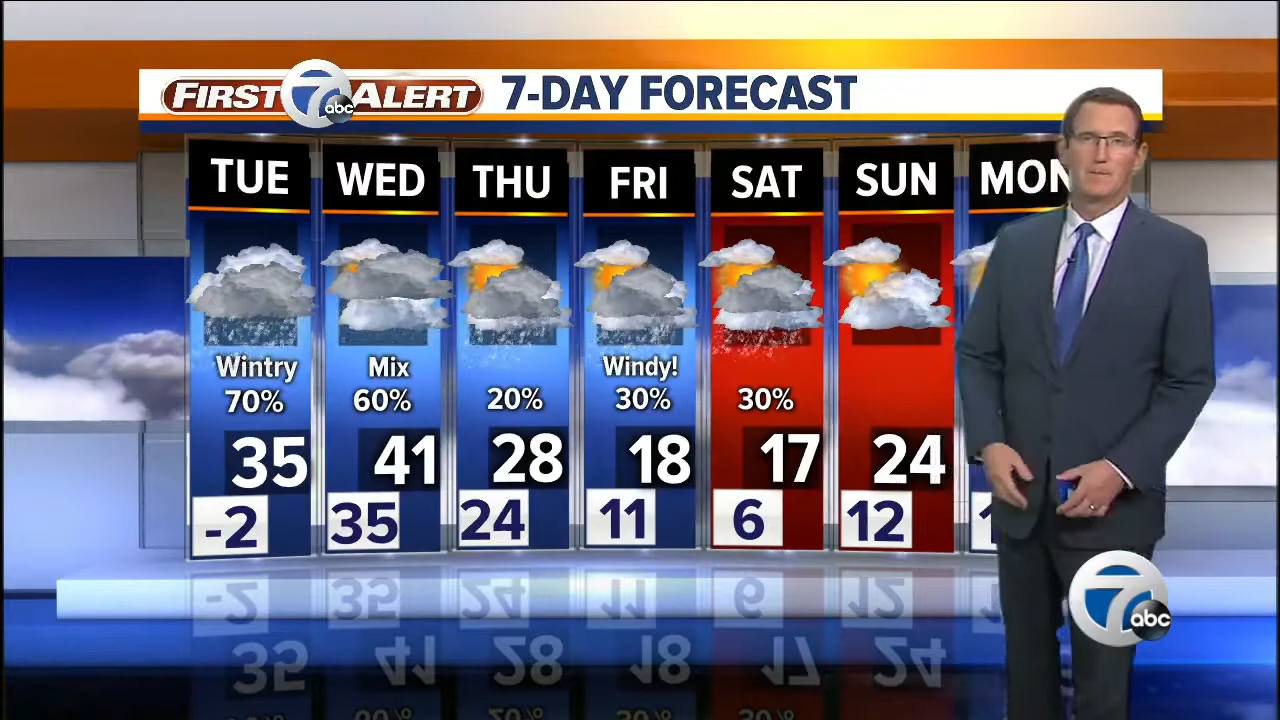 FIRST 7 abc ALERT 7-DAY FORECAST
TUE WED THU FRI SAT SUN MON
Wintry Mix Windy!
70% 60% 20% 30% 30%
35 41 28 18 17 24
-2 35 24 11 6 12
7 abc